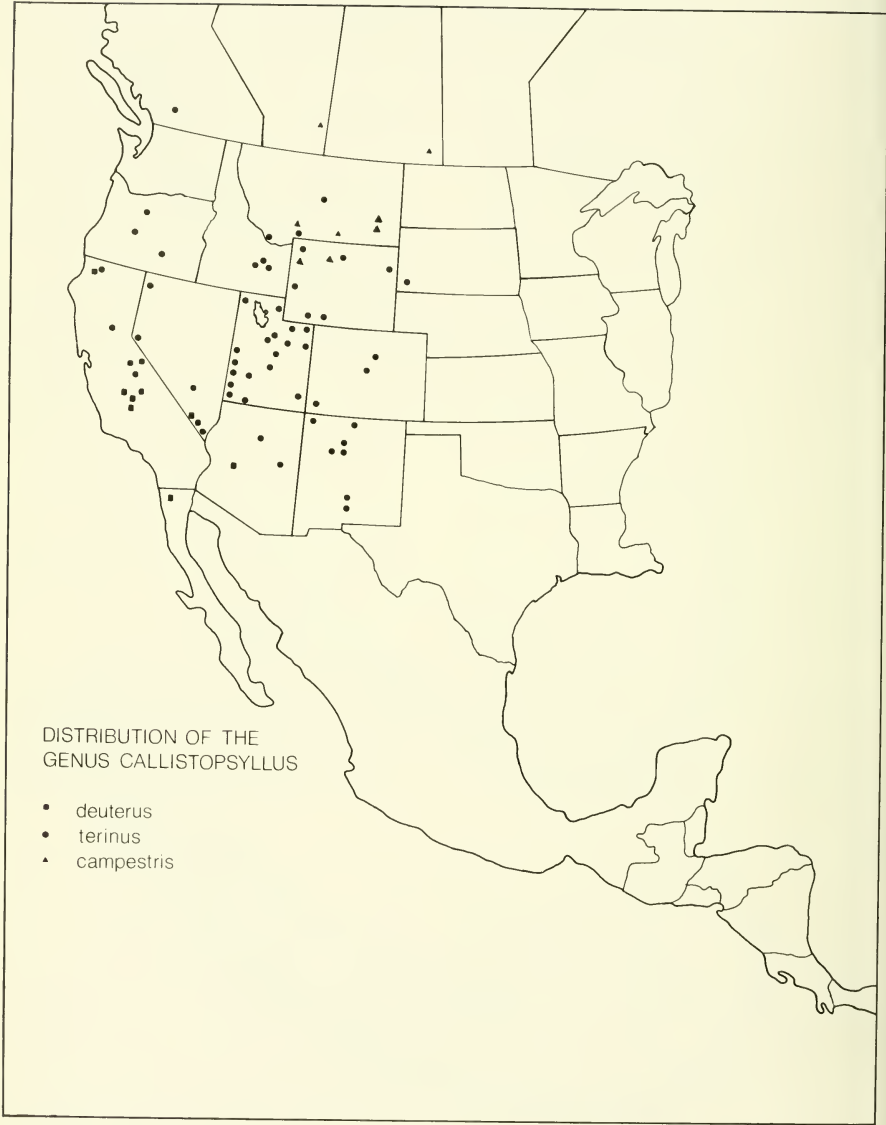 DISTRIBUTION OF THE
GENUS CALLISTOPSYLLUS
deuterus
terinus
campestris